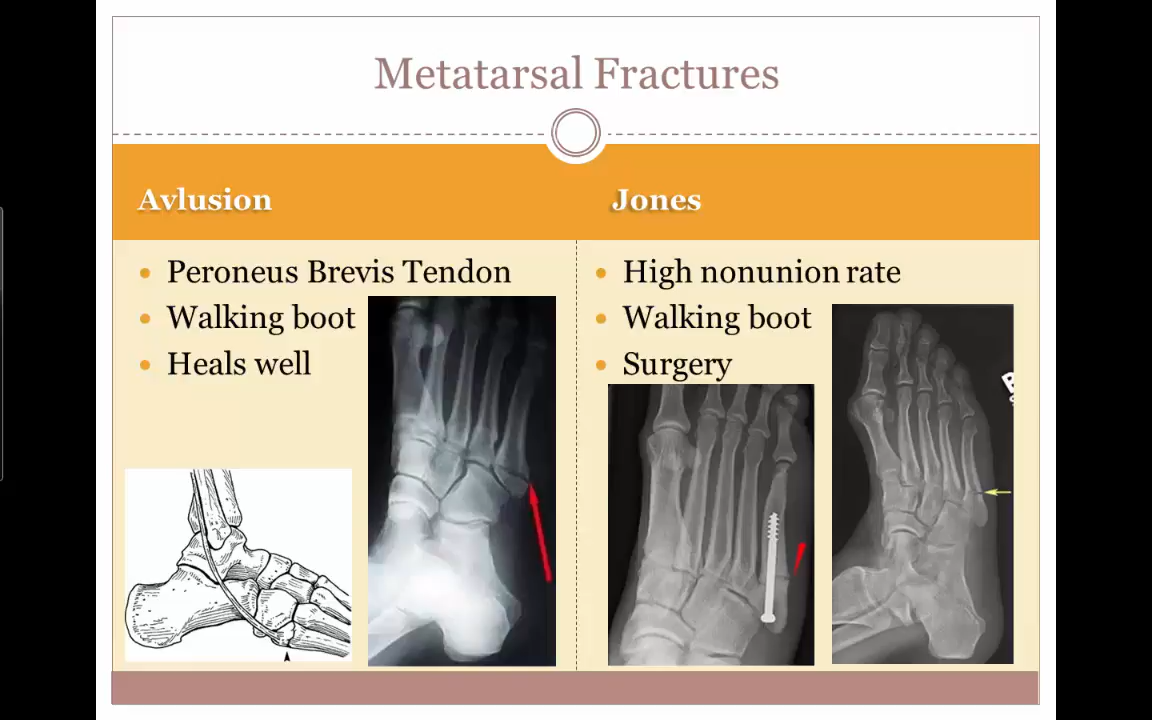 Metatarsal Fractures
Avlusion
Peroneus Brevis Tendon
Walking boot
Heals well
Jones
High nonunion rate
Walking boot
Surgery